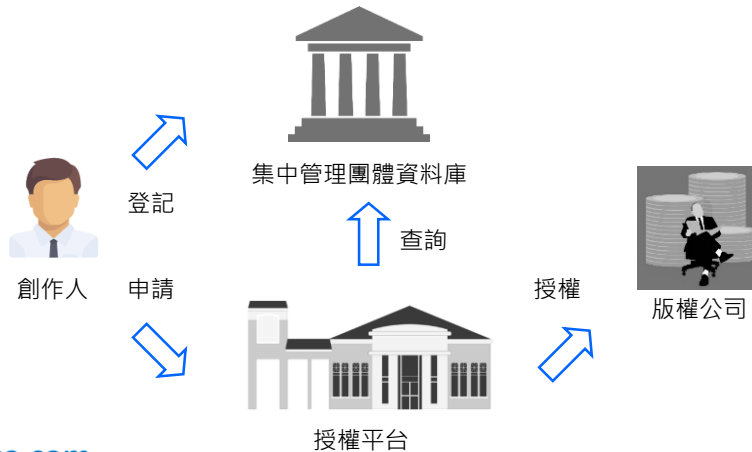 集中管理團體資料庫
登記
查詢
創作人
申請
授權
版權公司
授權平台